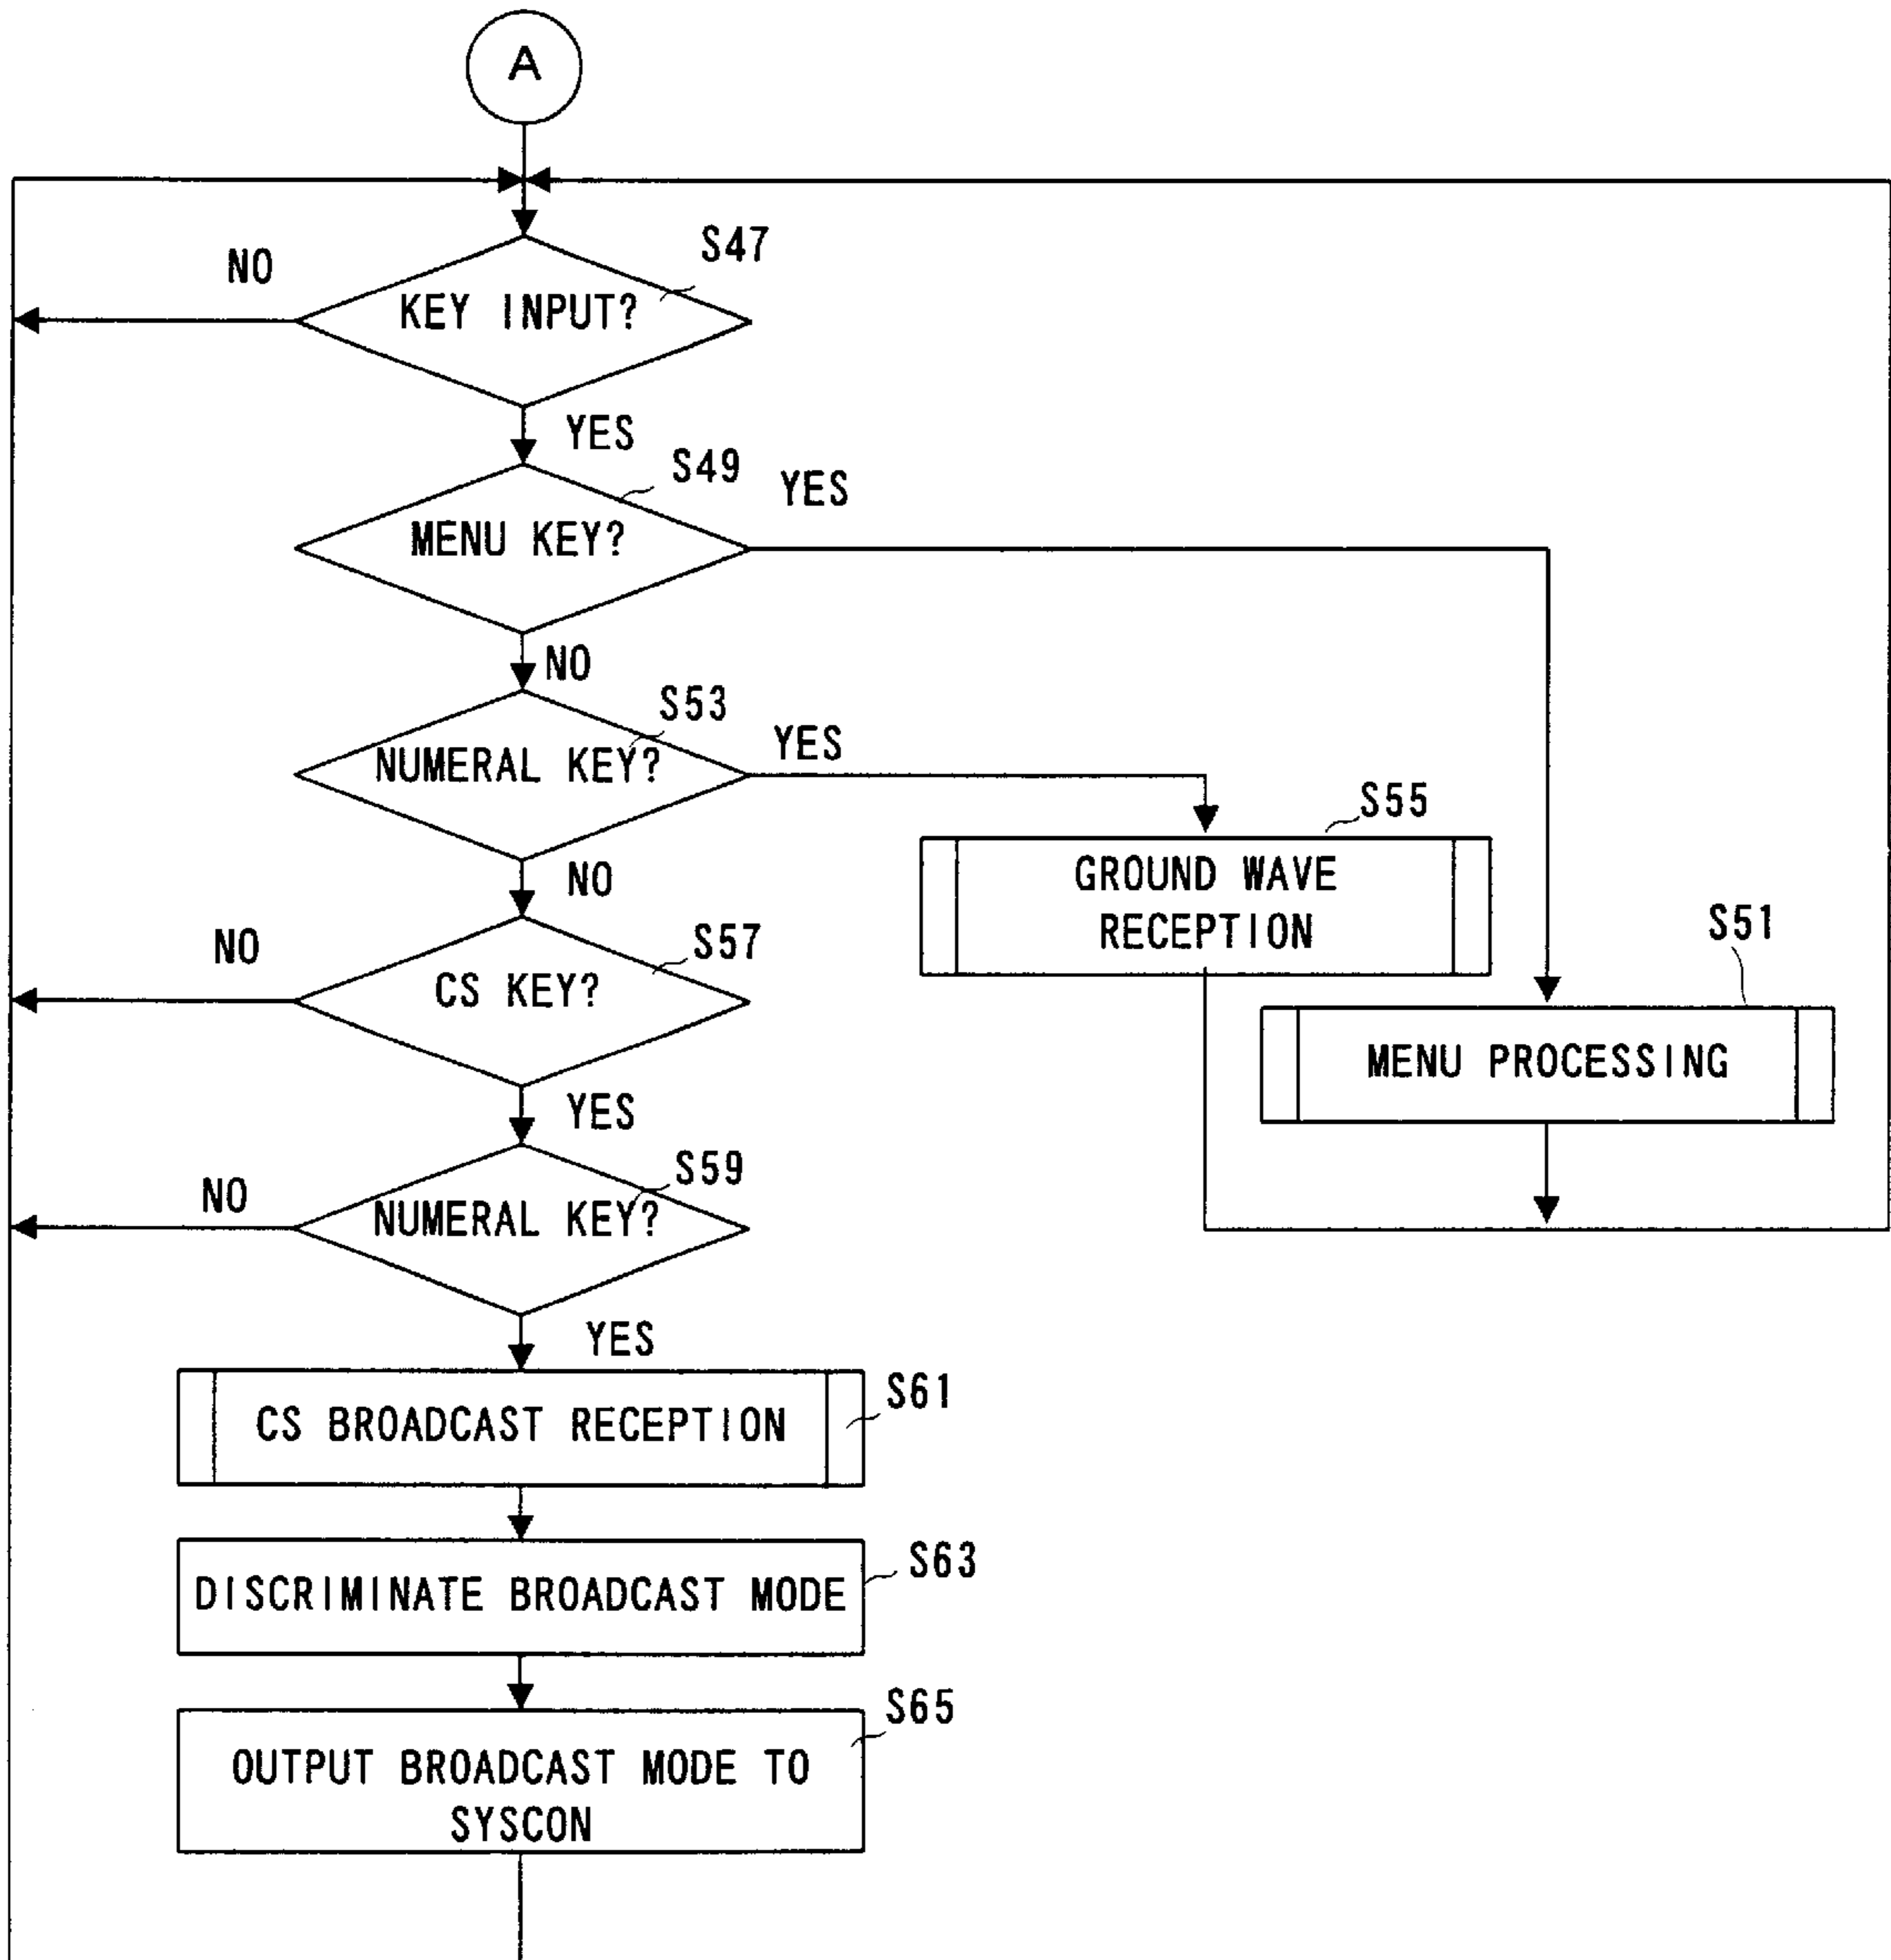 A
S47
NO
KEY INPUT?
YES
S49
YES
MENU KEY?
NO
S53
YES
NUMERAL KEY?
S55
GROUND WAVE
RECEPTION
NO
S57
NO
CS KEY?
S51
MENU PROCESSING
YES
S59
NO
NUMERAL KEY?
YES
S61
CS BROADCAST RECEPTION
S63
DISCRIMINATE BROADCAST MODE
S65
OUTPUT BROADCAST MODE TO
SYSCON